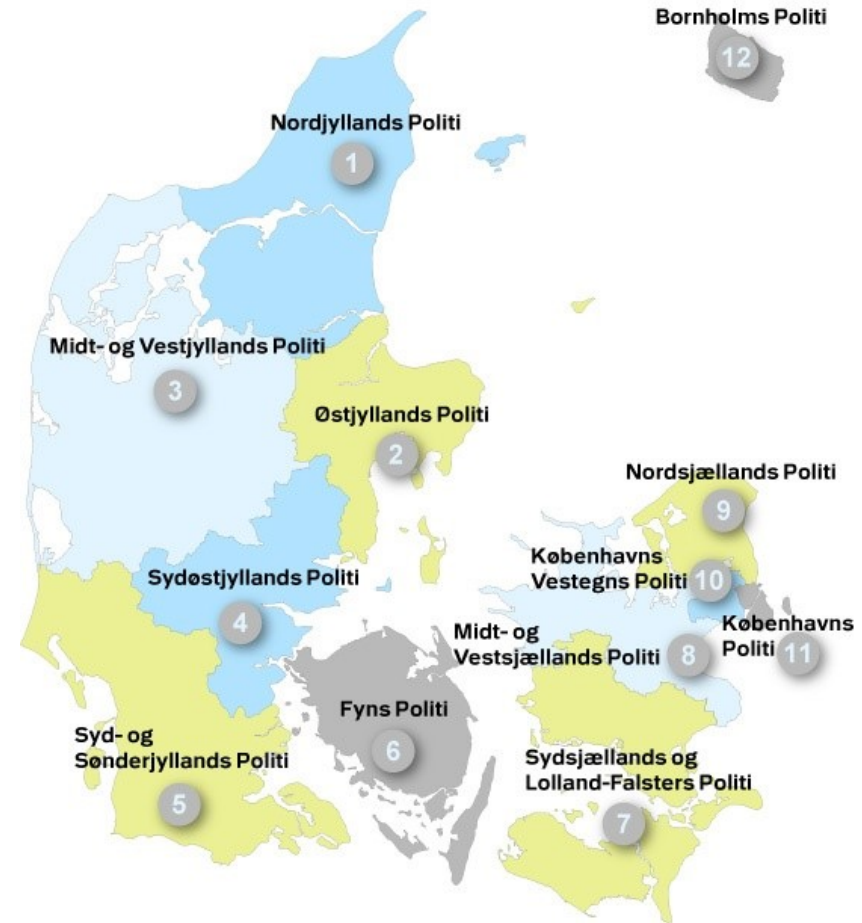 Bornholms Politi
12
Nordjyllands Politi
1
Midt- og Vestjyllands Politi
3
Østjyllands Politi
2
Nordsjællands Politi
9
Københavns
Vestegns Politi
10
Sydøstjyllands Politi
4
Københavns
Politi
11
Midt- og
Vestsjællands Politi
8
Fyns Politi
6
Syd- og
Sønderjyllands Politi
5
Sydsjællands og
Lolland-Falsters Politi
7